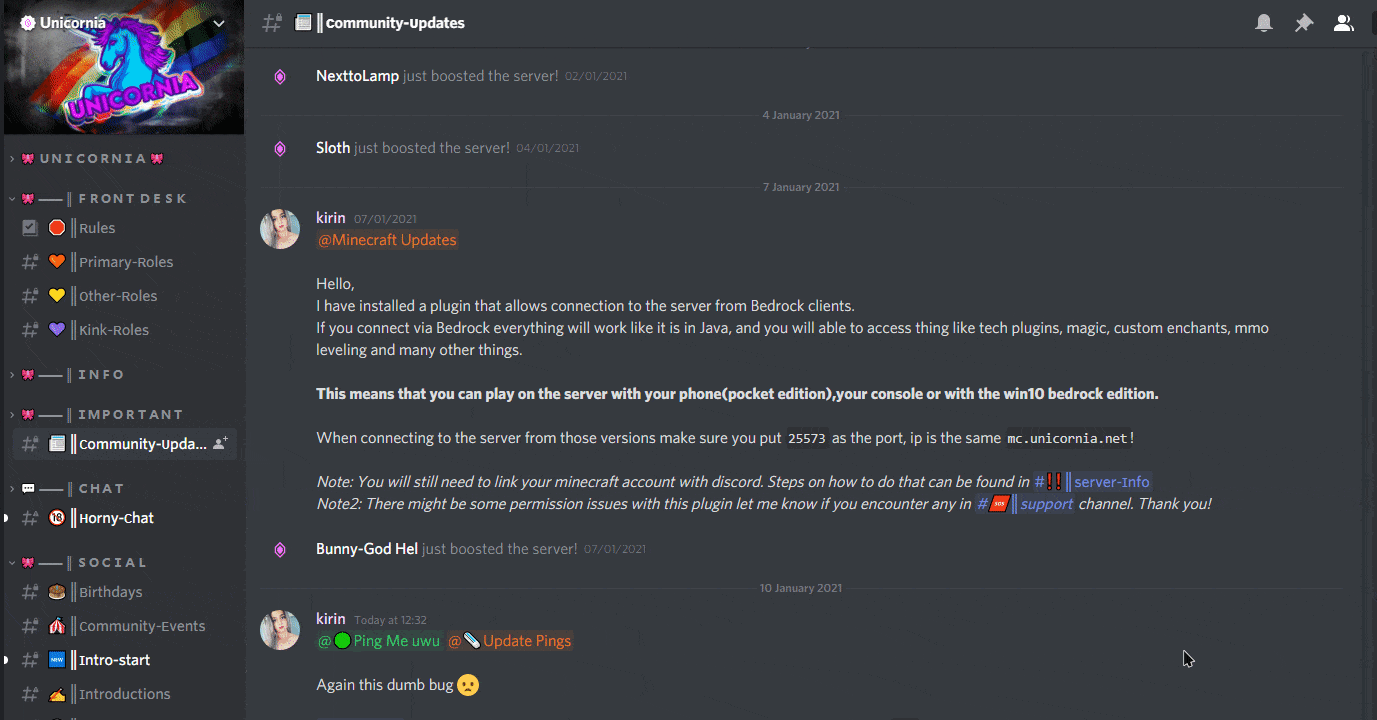 Unicornia
UNICORNIA
UNICORNIA
FRONT DESK
Rules
Primary-Roles
Other-Roles
Kink-Roles
INFO
IMPORTANT
Community-Upda...
CHAT
18
Horny-Chat
SOCIAL
Birthdays
Community-Events
NEW
Intro-start
Introductions
community-updates
NexttoLamp just boosted the server! 02/01/2021
4 January 2021
Sloth just boosted the server! 04/01/2021
7 January 2021
kirin 07/01/2021
@Minecraft Updates
Hello,
I have installed a plugin that allows connection to the server from Bedrock clients.
If you connect via Bedrock everything will work like it is in Java, and you will able to access thing like tech plugins, magic, custom enchants, mmo
leveling and many other things.
This means that you can play on the server with your phone(pocket edition),your console or with the win10 bedrock edition.
When connecting to the server from those versions make sure you put 25573 as the port, ip is the same mc.unicornia.net!
Note: You will still need to link your minecraft account with discord. Steps on how to do that can be found in #‼║server-Info
Note2: There might be some permission issues with this plugin let me know if you encounter any in #🆘║support channel. Thank you!
Bunny-God Hel just boosted the server! 07/01/2021
10 January 2021
kirin Today at 12:32
@🟢Ping Me uwu @📎Update Pings
Again this dumb bug 😦